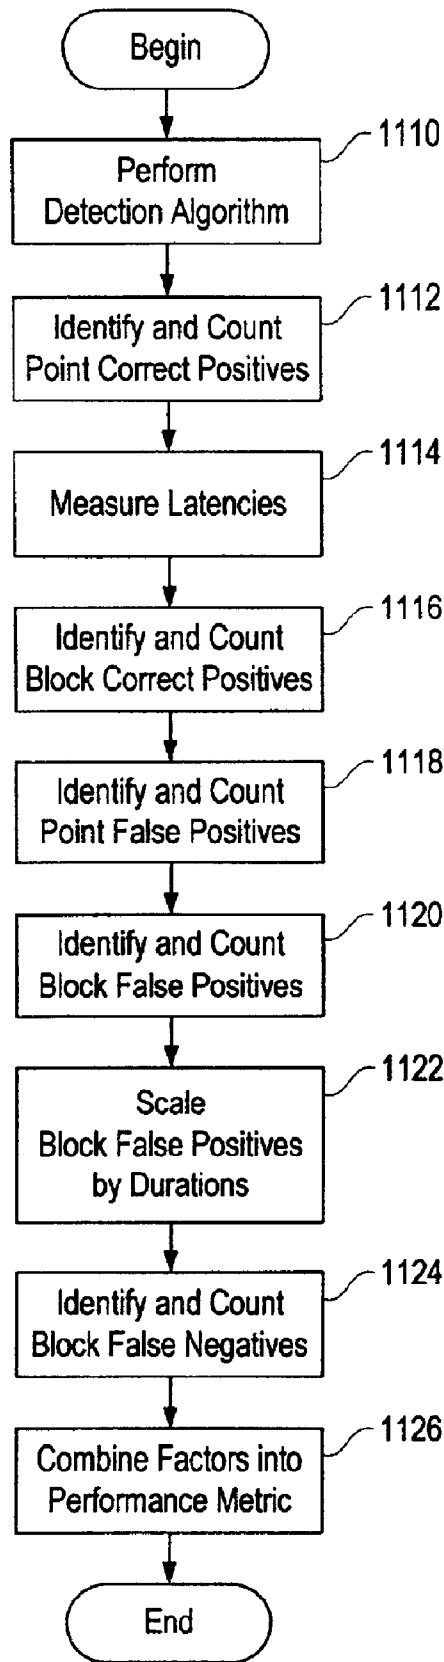 Begin
1110
Perform
Detection Algorithm
1112
Identify and Count
Point Correct Positives
1114
Measure Latencies
1116
Identify and Count
Block Correct Positives
1118
Identify and Count
Point False Positives
1120
Identify and Count
Block False Positives
1122
Scale
Block False Positives
by Durations
1124
Identify and Count
Block False Negatives
1126
Combine Factors into
Performance Metric
End